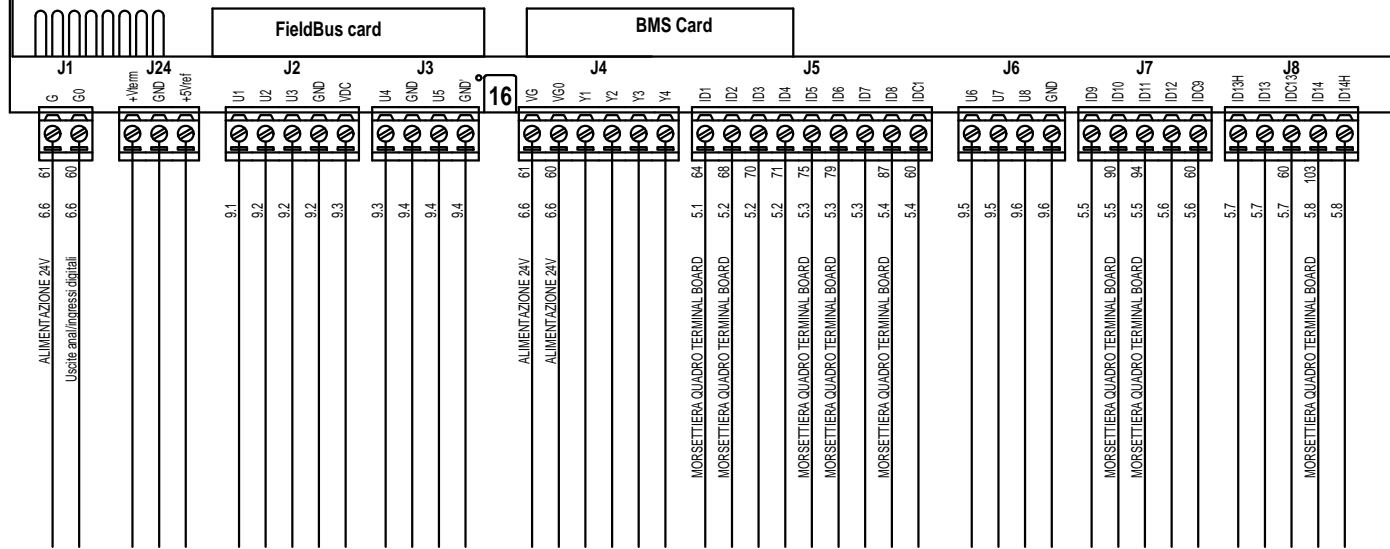 FieldBus card
BMS Card
J1
J24
J2
J3
J4
J5
J6
J7
J8
16
G
G0
+Vterm
GND
+5Vref
U1
U2
U3
GND
VDC
U4
GND
U5
GND'
VG
VG0
Y1
Y2
Y3
Y4
ID1
ID2
ID3
ID4
ID5
ID6
ID7
ID8
IDC1
U6
U7
U8
GND
ID9
ID10
ID11
ID12
IDC9
ID13H
ID13
IDC13
ID14
ID14H
61
60
61
60
64
68
70
71
75
79
87
60
90
94
60
60
103
6.6
6.6
9.1
9.2
9.2
9.2
9.3
9.3
9.4
9.4
9.4
6.6
6.6
5.1
5.2
5.2
5.2
5.3
5.3
5.3
5.4
5.4
9.5
9.5
9.6
9.6
5.5
5.5
5.5
5.6
5.6
5.7
5.7
5.7
5.8
5.8
ALIMENTAZIONE 24V
Uscite anal/ingressi digitali
ALIMENTAZIONE 24V
ALIMENTAZIONE 24V
MORSETTIERA QUADRO TERMINAL BOARD
MORSETTIERA QUADRO TERMINAL BOARD
MORSETTIERA QUADRO TERMINAL BOARD
MORSETTIERA QUADRO TERMINAL BOARD
MORSETTIERA QUADRO TERMINAL BOARD
MORSETTIERA QUADRO TERMINAL BOARD
MORSETTIERA QUADRO TERMINAL BOARD
MORSETTIERA QUADRO TERMINAL BOARD